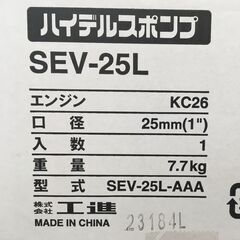 ハイデルスポンプ
SEV-25L
エンジン KC26
口径 25mm(1")
入数 1
重量 7.7kg
型式 SEV-25L-AAA
株式会社 工進
MADE IN CHINA 23184L